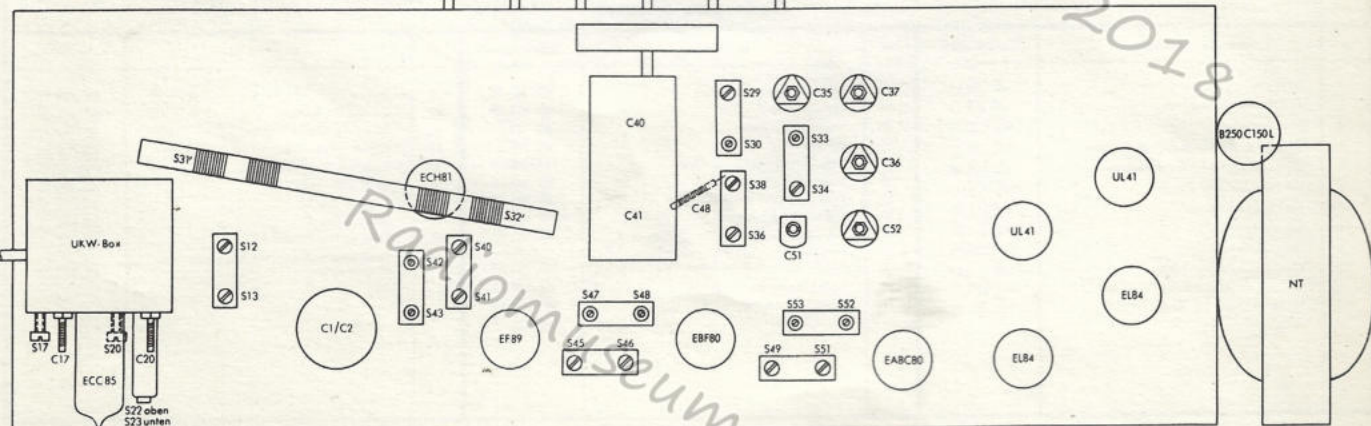 2018
Radiomuseum
S29
C35
C37
C40
B250 C150 L
S33
S30
S31
ECH81
C36
UL41
S34
S38
C48
S32
C41
UL41
C52
S36
C51
UKW-Box
S12
S40
S42
S13
S41
S43
NT
EL84
S47
S48
S53
S52
C1/C2
EF89
EBF80
S45
S46
S49
S51
EABC80
EL84
S17
C17
S20
C20
ECC 85
S22 oben
S23 unten